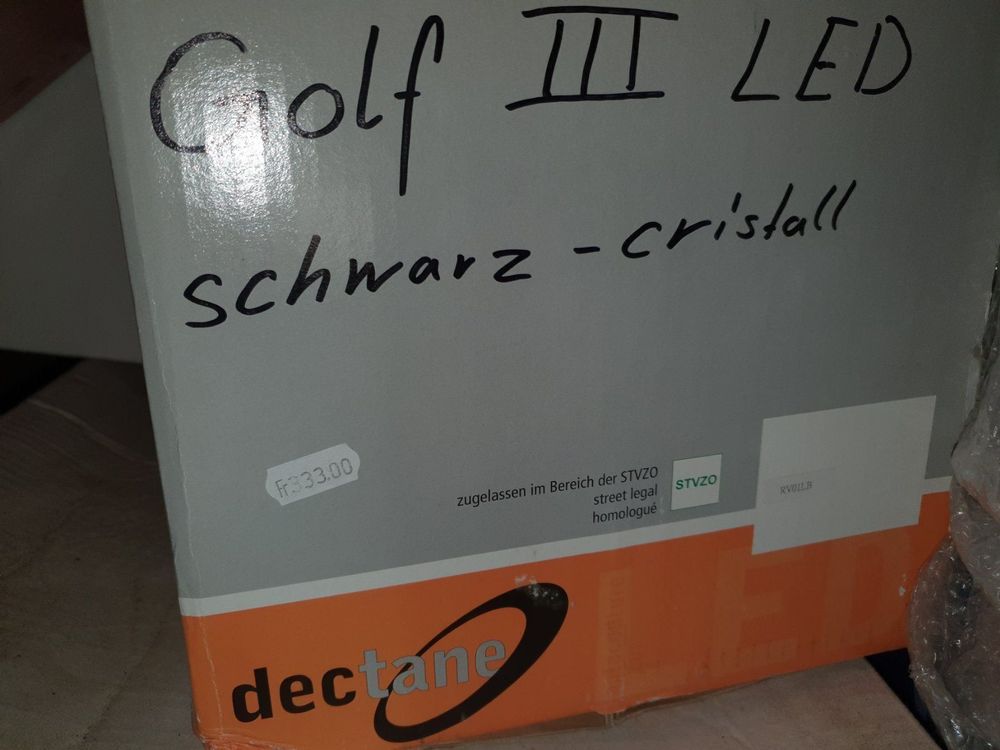 Golf III LED
schwarz - cristall
Fr333.00
zugelassen im Bereich der STVZO
street legal
homologué
STVZO
RV01LB
dectane